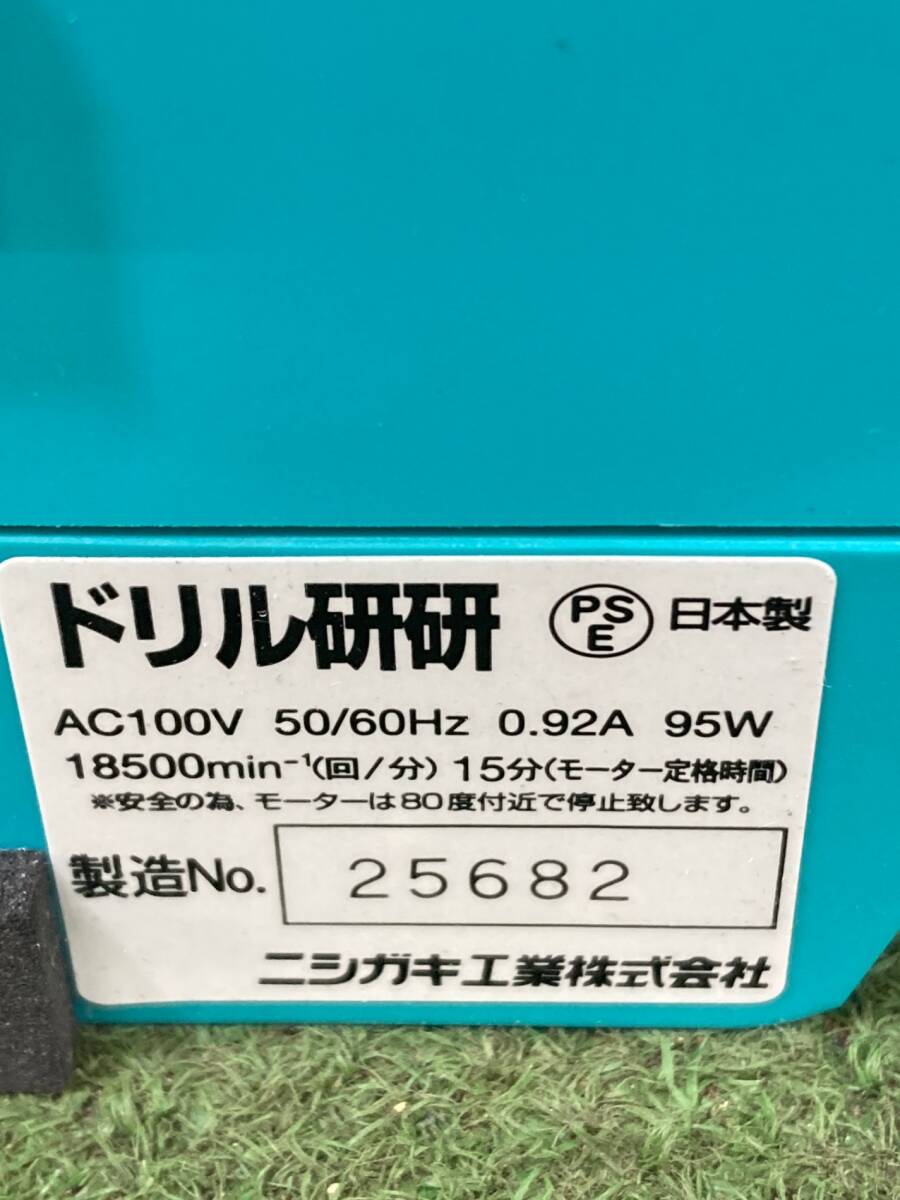 ドリル研研 PSE 日本製
AC100V 50/60Hz 0.92A 95W
18500min⁻¹(回/分) 15分(モーター定格時間)
※安全の為、モーターは80度付近で停止致します。
製造No. 25682
ニシガキ工業株式会社